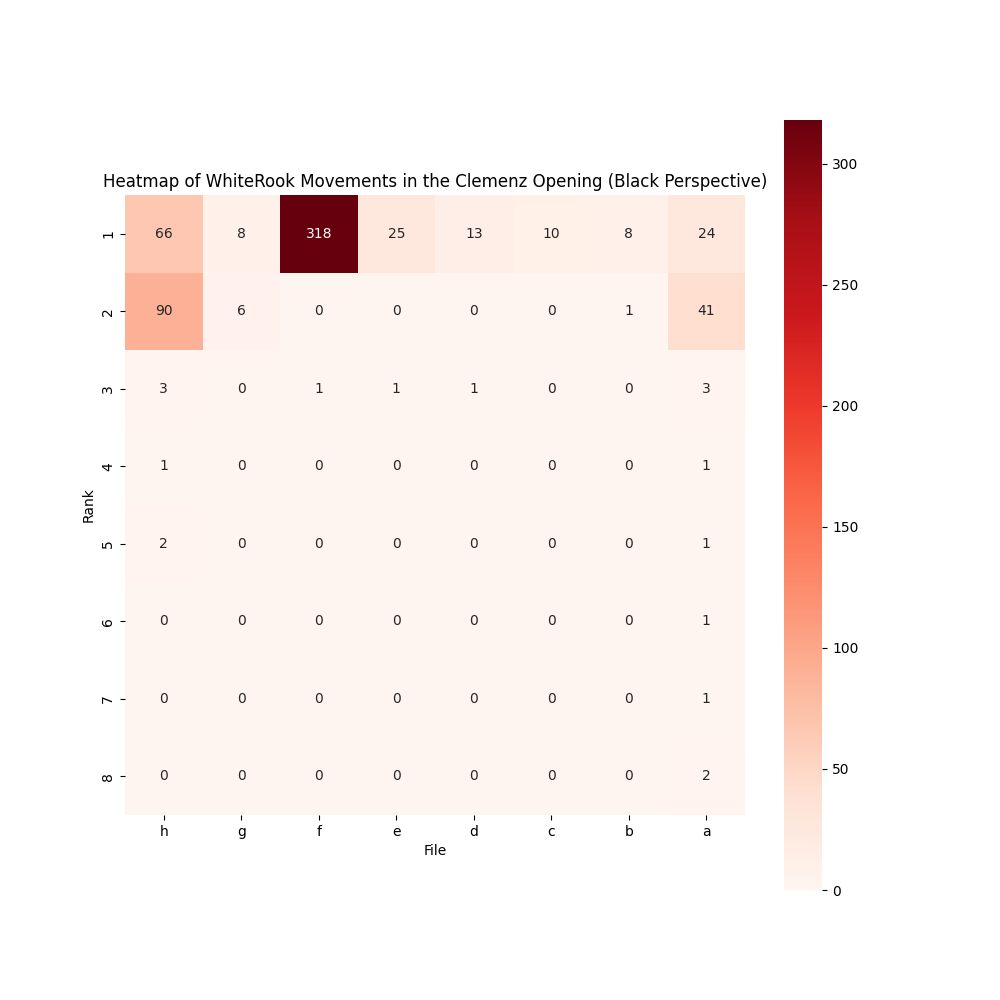 Heatmap of WhiteRook Movements in the Clemenz Opening (Black Perspective)
Rank
1 66 8 318 25 13 10 8 24
2 90 6 0 0 0 0 1 41
3 3 0 1 1 1 0 0 3
4 1 0 0 0 0 0 0 1
5 2 0 0 0 0 0 0 1
6 0 0 0 0 0 0 0 1
7 0 0 0 0 0 0 0 1
8 0 0 0 0 0 0 0 2
h g f e d c b a
File
300
250
200
150
100
50
0